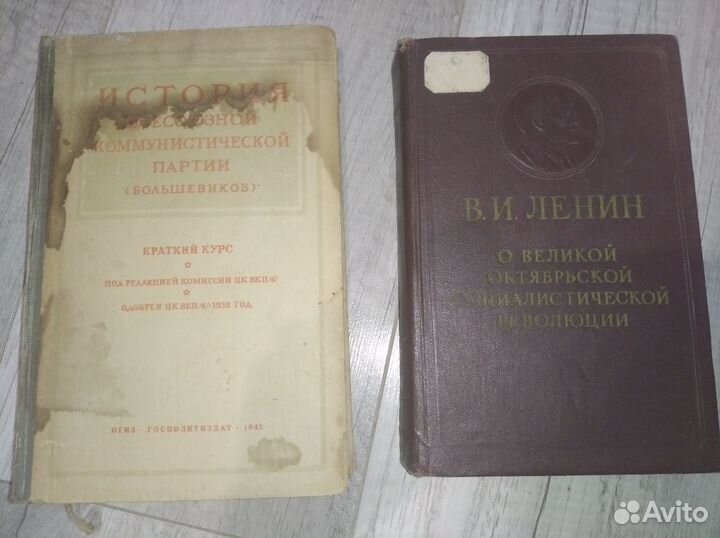 ИСТОРИЯ
ВСЕСОЮЗНОЙ
КОММУНИСТИЧЕСКОЙ
ПАРТИИ
(БОЛЬШЕВИКОВ)
КРАТКИЙ КУРС
ПОД РЕДАКЦИЕЙ КОМИССИИ ЦК ВКП/б/
ОДОБРЕН ЦК ВКП/б/·1938 ГОД
ОГИЗ · ГОСПОЛИТИЗДАТ · 1945
В.И. ЛЕНИН
О ВЕЛИКОЙ
ОКТЯБРЬСКОЙ
СОЦИАЛИСТИЧЕСКОЙ
РЕВОЛЮЦИИ
Avito